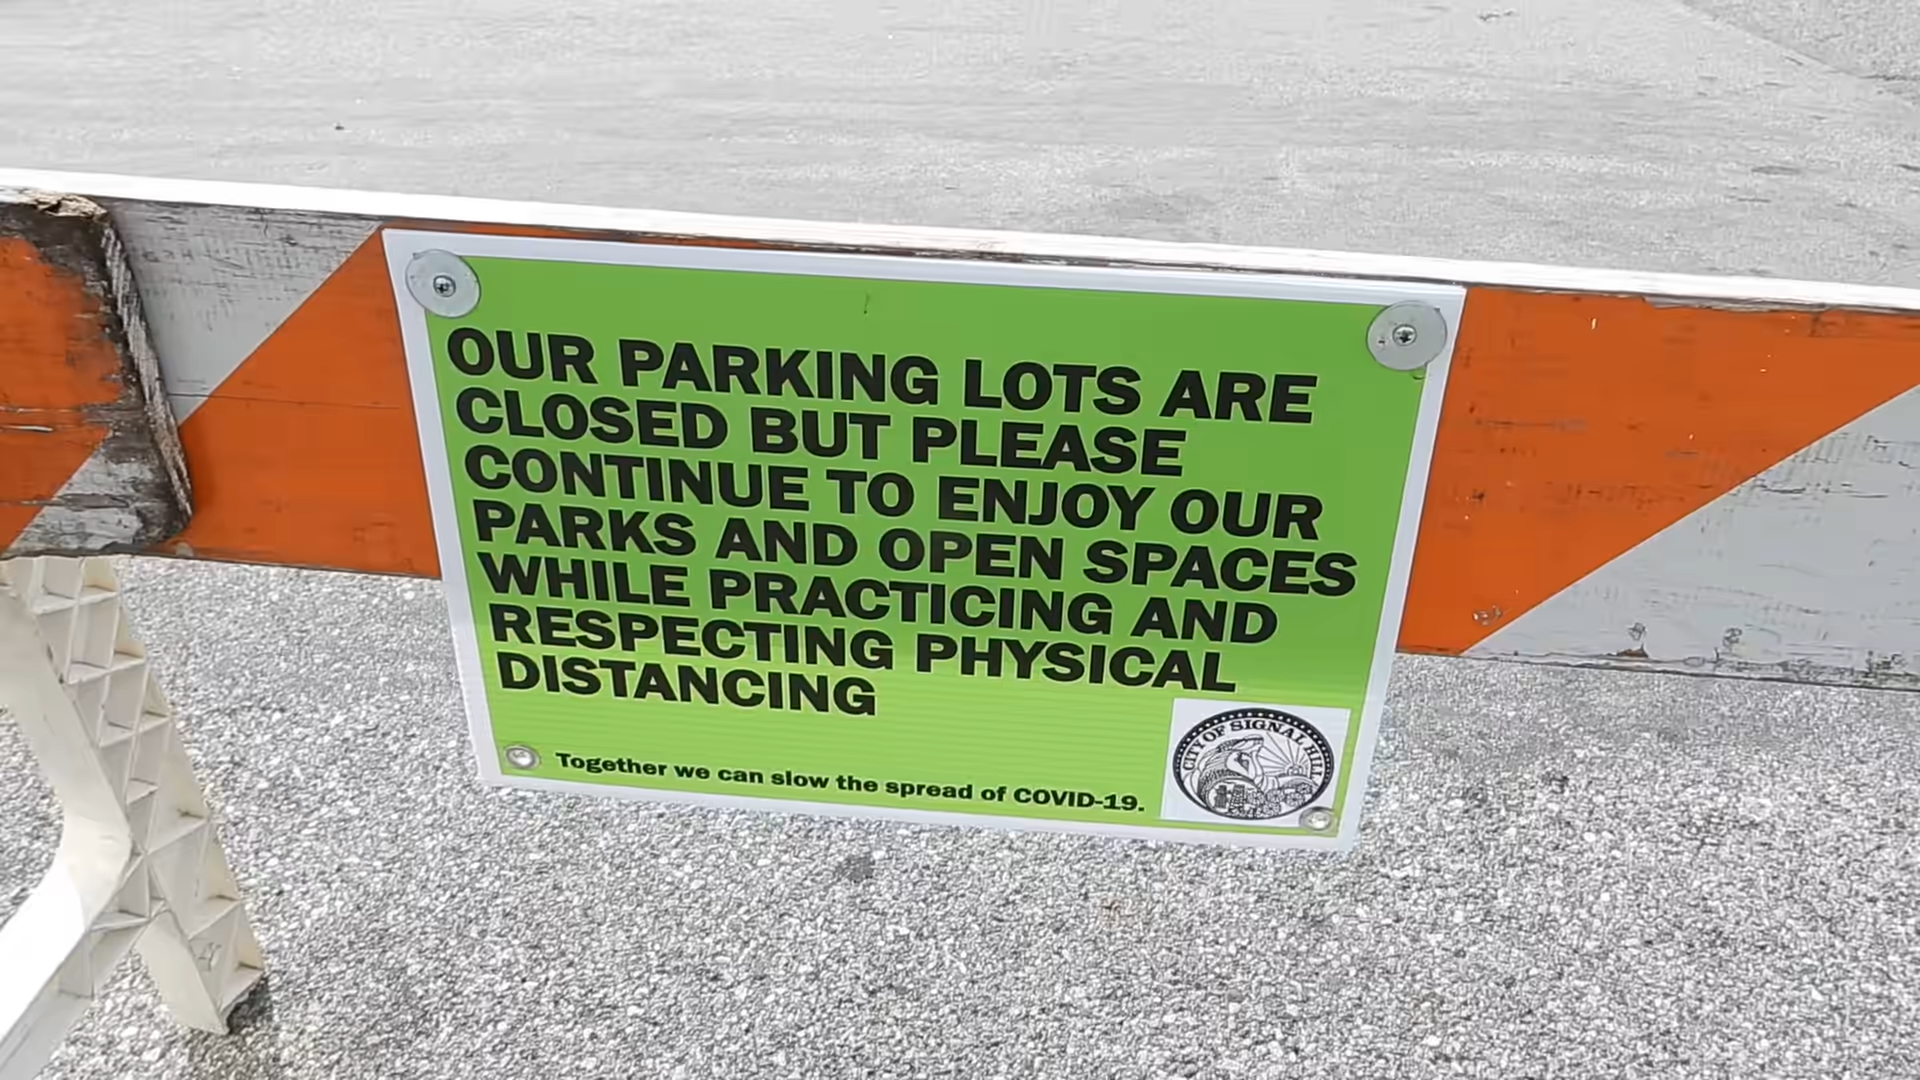 OUR PARKING LOTS ARE
CLOSED BUT PLEASE
CONTINUE TO ENJOY OUR
PARKS AND OPEN SPACES
WHILE PRACTICING AND
RESPECTING PHYSICAL
DISTANCING
Together we can slow the spread of COVID-19.
CITY OF SIGNAL HILL